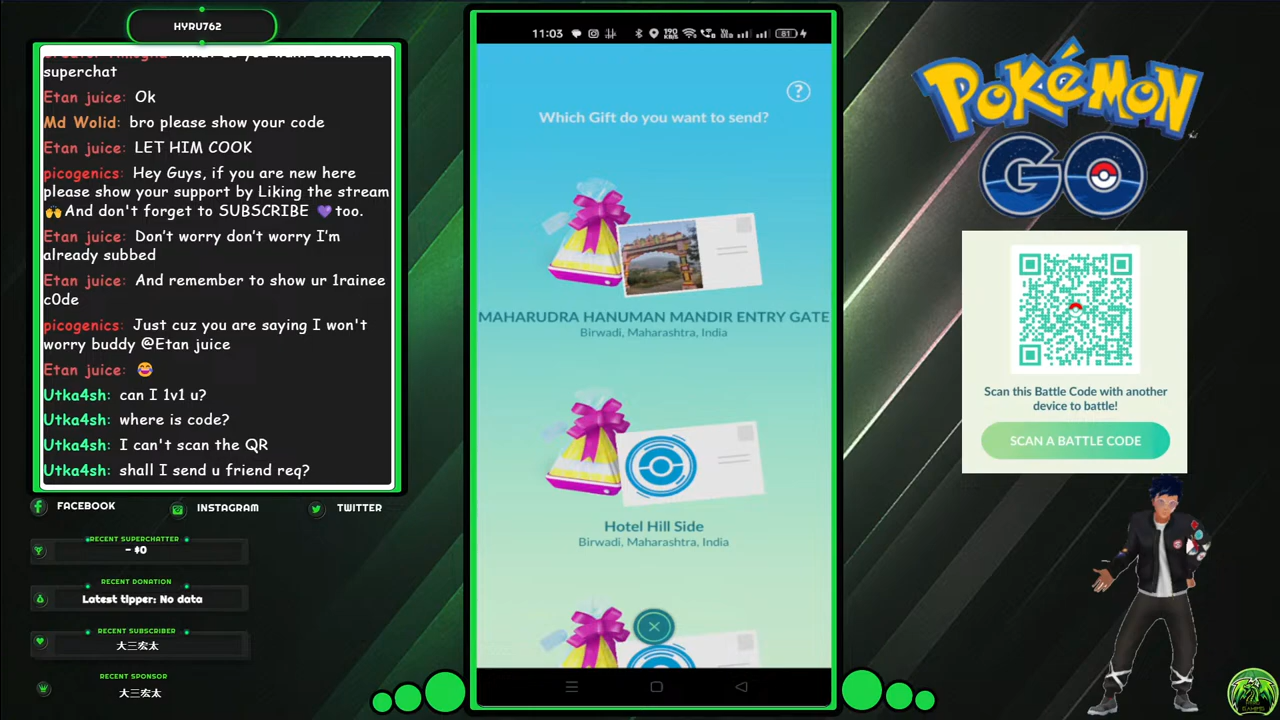 HYRU762
superchat
Etan juice: Ok
Md Wolid: bro please show your code
Etan juice: LET HIM COOK
picogenics: Hey Guys, if you are new here
please show your support by Liking the stream
🙌And don't forget to SUBSCRIBE 💜too.
Etan juice: Don’t worry don’t worry I’m
already subbed
Etan juice: And remember to show ur 1rainee
c0de
picogenics: Just cuz you are saying I won't
worry buddy @Etan juice
Etan juice: 😂
Utka4sh: can I 1v1 u?
Utka4sh: where is code?
Utka4sh: I can't scan the QR
Utka4sh: shall I send u friend req?
FACEBOOK
INSTAGRAM
TWITTER
RECENT SUPERCHATTER
- $0
RECENT DONATION
Latest tipper: No data
RECENT SUBSCRIBER
大三宏太
RECENT SPONSOR
大三宏太
11:03
190 KB/S
81
Which Gift do you want to send?
MAHARUDRA HANUMAN MANDIR ENTRY GATE
Birwadi, Maharashtra, India
Hotel Hill Side
Birwadi, Maharashtra, India
POKéMON
GO
Scan this Battle Code with another
device to battle!
SCAN A BATTLE CODE